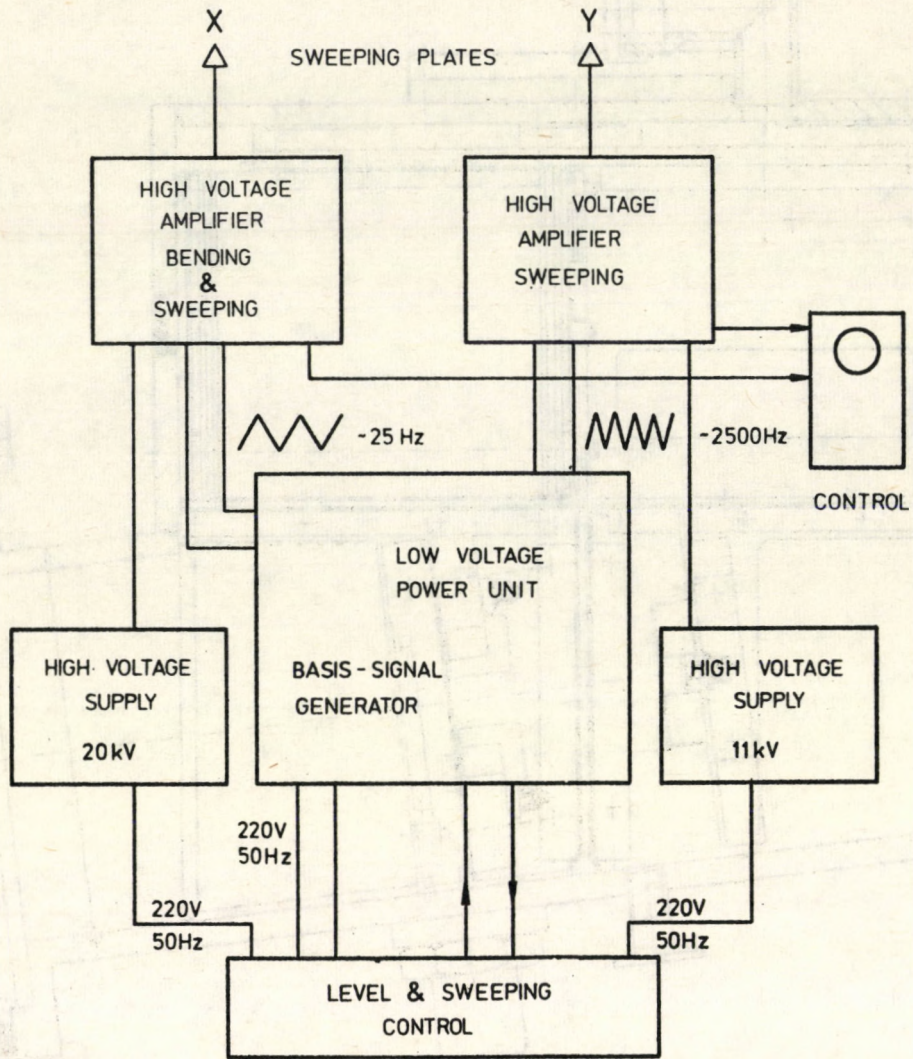 X
Y
SWEEPING PLATES
HIGH VOLTAGE
AMPLIFIER
BENDING
&
SWEEPING
HIGH VOLTAGE
AMPLIFIER
SWEEPING
~25 Hz
~2500Hz
CONTROL
LOW VOLTAGE
POWER UNIT
BASIS-SIGNAL
GENERATOR
HIGH VOLTAGE
SUPPLY
20kV
HIGH VOLTAGE
SUPPLY
11kV
220V
50Hz
220V
50Hz
220V
50Hz
LEVEL & SWEEPING
CONTROL